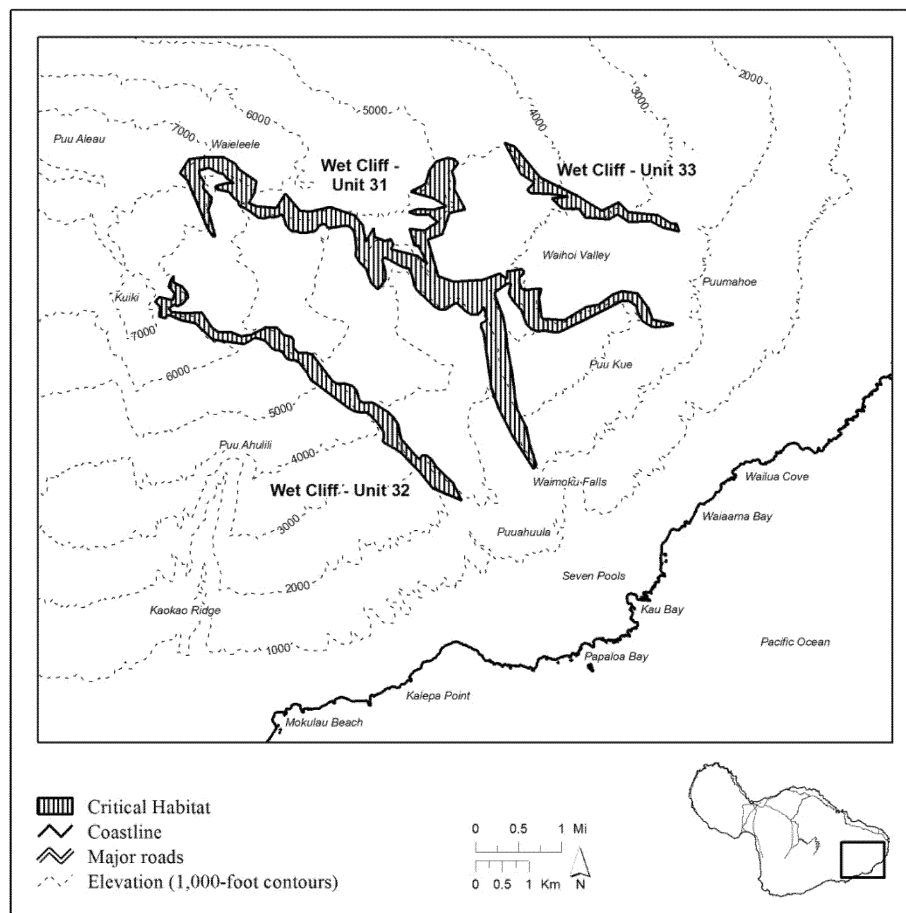 2000
5000
3000
4000
6000
7000
Puu Aleau
Waieleele
Wet Cliff -
Unit 31
Wet Cliff - Unit 33
Waihoi Valley
Puumahoe
Kuiki
7000
Puu Kue
6000
5000
Puu Ahulili
4000
Wet Cliff - Unit 32
Waimoku Falls
Wailua Cove
Waiaama Bay
3000
Puuahuula
Seven Pools
2000
Kaokao Ridge
Kau Bay
1000
Papaloa Bay
Pacific Ocean
Kalepa Point
Mokulau Beach
Critical Habitat
Coastline
Major roads
Elevation (1,000-foot contours)
0 0.5 1 Mi
0 0.5 1 Km
N